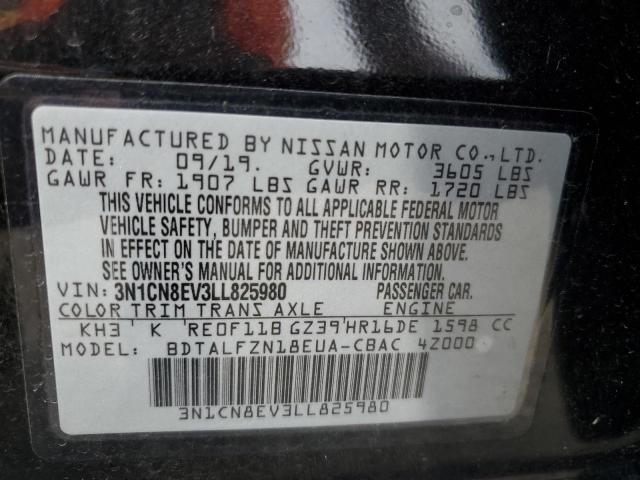 MANUFACTURED BY NISSAN MOTOR CO., LTD.
DATE: 09/19. GVWR: 3605 LBS
GAWR FR: 1907 LBS GAWR RR: 1720 LBS
THIS VEHICLE CONFORMS TO ALL APPLICABLE FEDERAL MOTOR
VEHICLE SAFETY, BUMPER AND THEFT PREVENTION STANDARDS
IN EFFECT ON THE DATE OF MANUFACTURE SHOWN ABOVE.
SEE OWNER'S MANUAL FOR ADDITIONAL INFORMATION.
VIN: 3N1CN8EV3LL825980 PASSENGER CAR.
COLOR TRIM TRANS AXLE ENGINE
KH3 K RE0F11B GZ39 HR16DE 1598 CC
MODEL: BDTALFZN18EUA-CBAC 4Z000
3N1CN8EV3LL825980